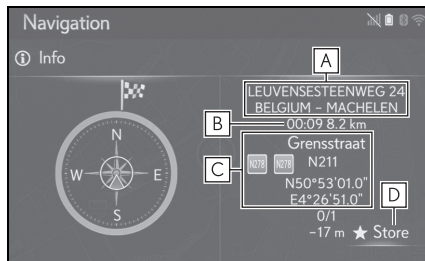 Navigation
Info
A
LEUVENSESTEENWEG 24
BELGIUM – MACHELEN
B
00:09 8.2 km
Grensstraat
C
N278 N278 N211
N50°53'01.0"
E4°26'51.0"
D
0/1
−17 m ★ Store
N
W E
S